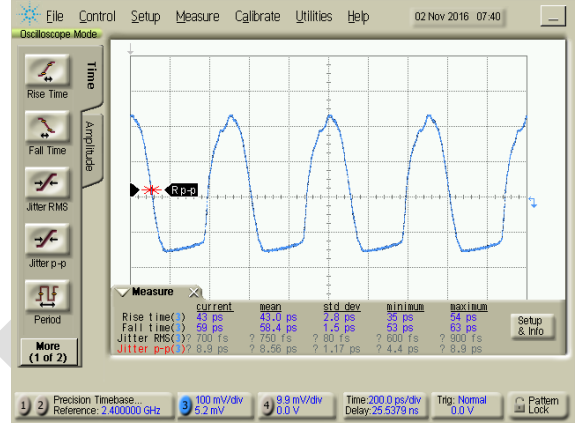 File Control Setup Measure Calibrate Utilities Help 02 Nov 2016 07:40
Oscilloscope Mode
Time
Amplitude
Rise Time
Fall Time
Jitter RMS
Jitter p-p
Period
More
(1 of 2)
R p-p
Measure
current mean std dev minimum maximum
Rise time(3) 43 ps 43.0 ps 2.8 ps 35 ps 54 ps
Fall time(3) 59 ps 58.4 ps 1.5 ps 53 ps 63 ps
Jitter RMS(3)? 700 fs ? 750 fs ? 80 fs ? 600 fs ? 900 fs
Jitter p-p(3)? 8.9 ps ? 8.56 ps ? 1.17 ps ? 4.4 ps ? 8.9 ps
Setup
& Info
1 2 Precision Timebase...
Reference: 2.400000 GHz
3 100 mV/div
5.2 mV
4 9.9 mV/div
0.0 V
Time:200.0 ps/div
Delay:25.5379 ns
Trig: Normal
0.0 V
Pattern
Lock